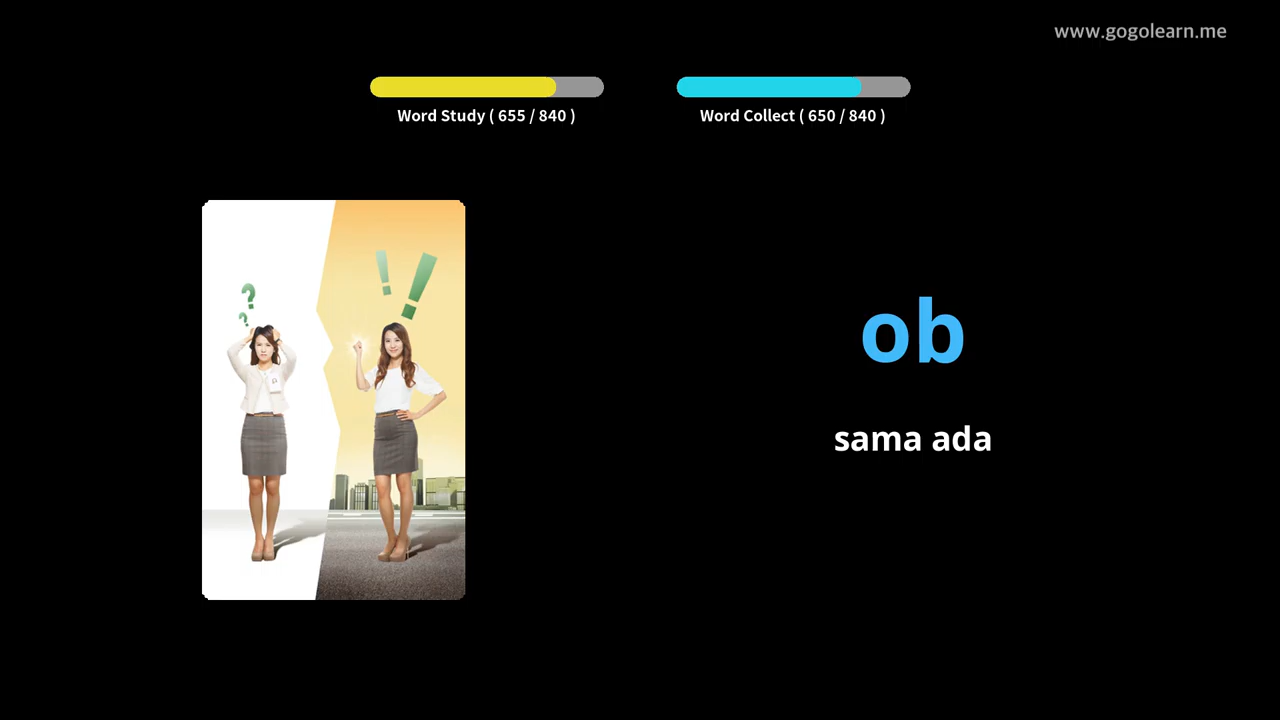 www.gogolearn.me
Word Study ( 655 / 840 )
Word Collect ( 650 / 840 )
? ?
! !
ob
sama ada